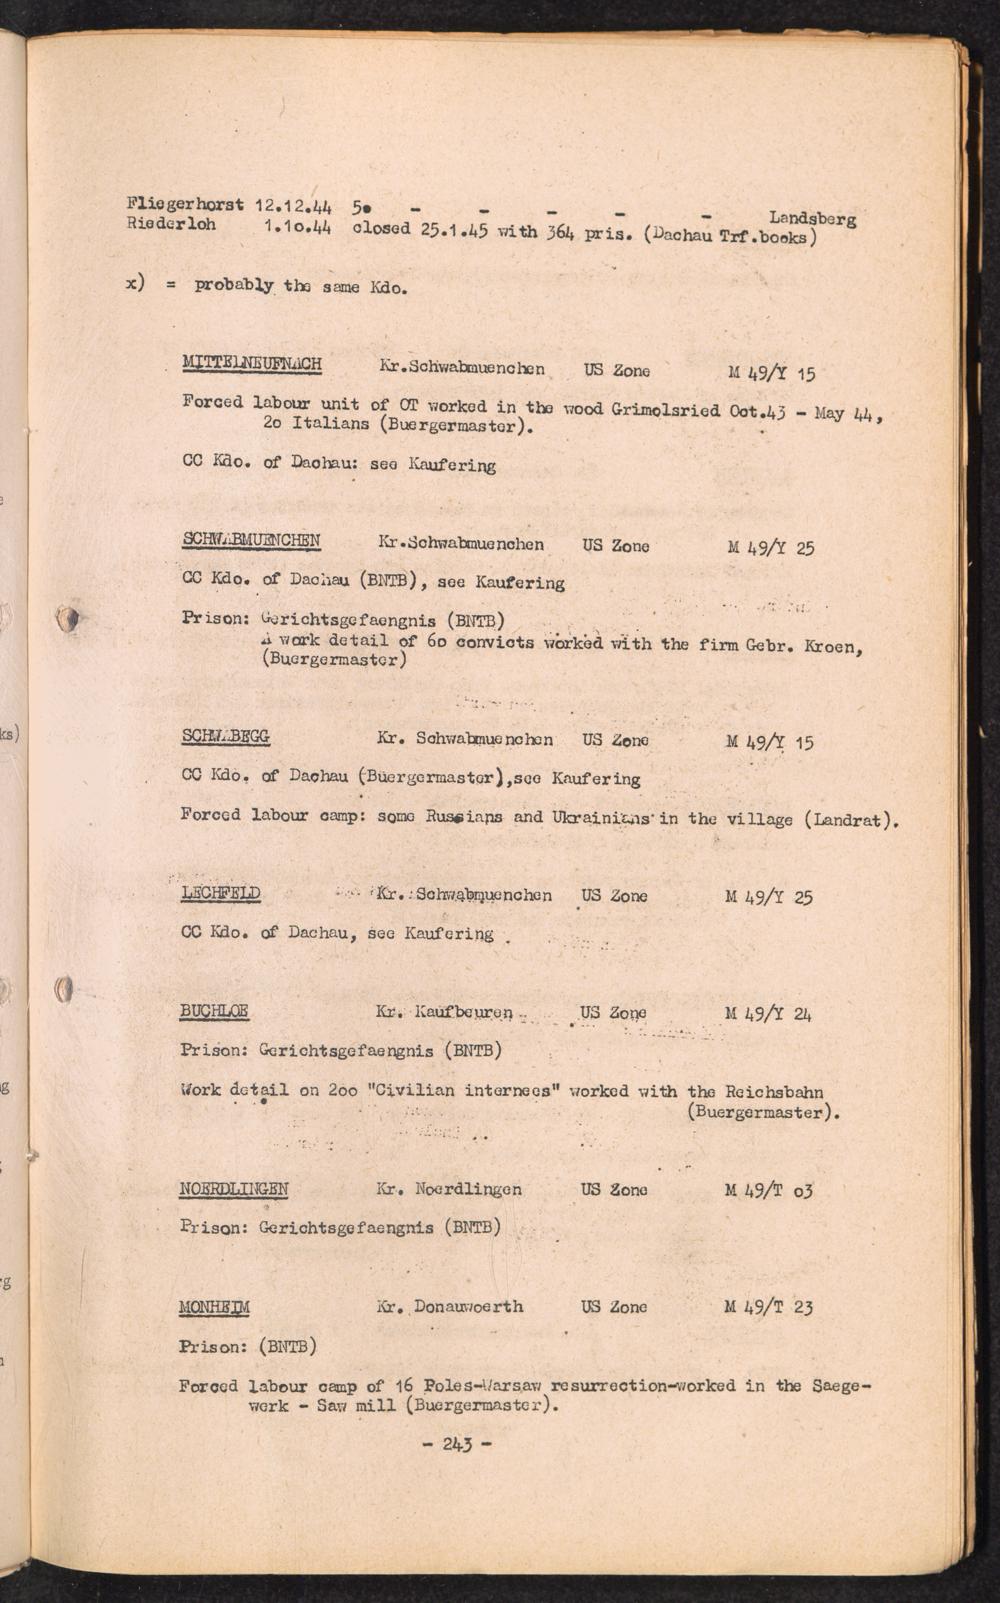 Fliegerhorst 12.12.44 5o - - - - - Landsberg
Riederloh 1.1o.44 closed 25.1.45 with 364 pris. (Dachau Trf.books)
x) = probably the same Kdo.
MITTELNEUFNACH Kr.Schwabmuenchen US Zone M 49/Y 15
Forced labour unit of OT worked in the wood Grimolsried Oct.43 - May 44,
2o Italians (Buergermaster).
CC Kdo. of Dachau: see Kaufering
SCHWABMUENCHEN Kr.Schwabmuenchen US Zone M 49/Y 25
CC Kdo. of Dachau (BNTB), see Kaufering
Prison: Gerichtsgefaengnis (BNTB)
A work detail of 6o convicts worked with the firm Gebr. Kroen,
(Buergermaster)
SCHWABEGG Kr. Schwabmuenchen US Zone M 49/Y 15
CC Kdo. of Dachau (Buergermaster),see Kaufering
Forced labour camp: some Russians and Ukrainians in the village (Landrat).
LECHFELD Kr. Schwabmuenchen US Zone M 49/Y 25
CC Kdo. of Dachau, see Kaufering
BUCHLOE Kr. Kaufbeuren US Zone M 49/Y 24
Prison: Gerichtsgefaengnis (BNTB)
Work detail on 2oo "Civilian internees" worked with the Reichsbahn
(Buergermaster).
NOERDLINGEN Kr. Noerdlingen US Zone M 49/T o3
Prison: Gerichtsgefaengnis (BNTB)
MONHEIM Kr. Donauwoerth US Zone M 49/T 23
Prison: (BNTB)
Forced labour camp of 16 Poles-Warsaw resurrection-worked in the Saege-
werk - Saw mill (Buergermaster).
- 243 -